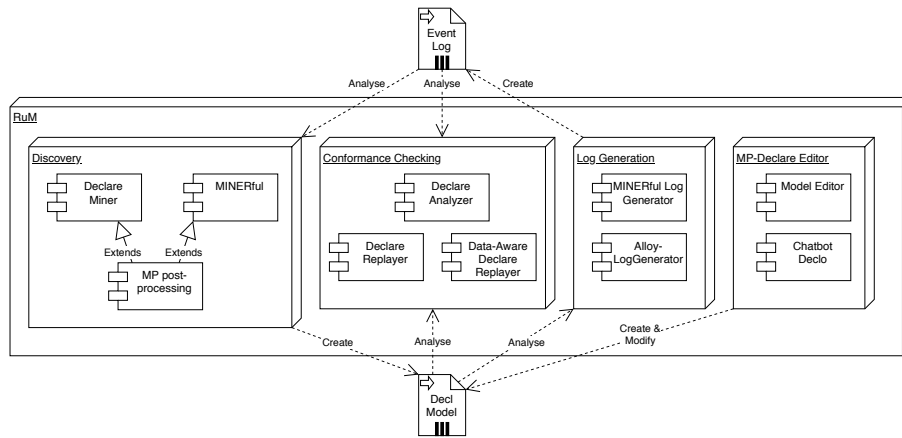 Event
Log
Analyse
Analyse
Create
RuM
Discovery
Declare
Miner
MINERful
Extends
Extends
MP post-
processing
Conformance Checking
Declare
Analyzer
Declare
Replayer
Data-Aware
Declare
Replayer
Log Generation
MINERful Log
Generator
Alloy-
LogGenerator
MP-Declare Editor
Model Editor
Chatbot
Declo
Create
Analyse
Analyse
Create &
Modify
Decl
Model